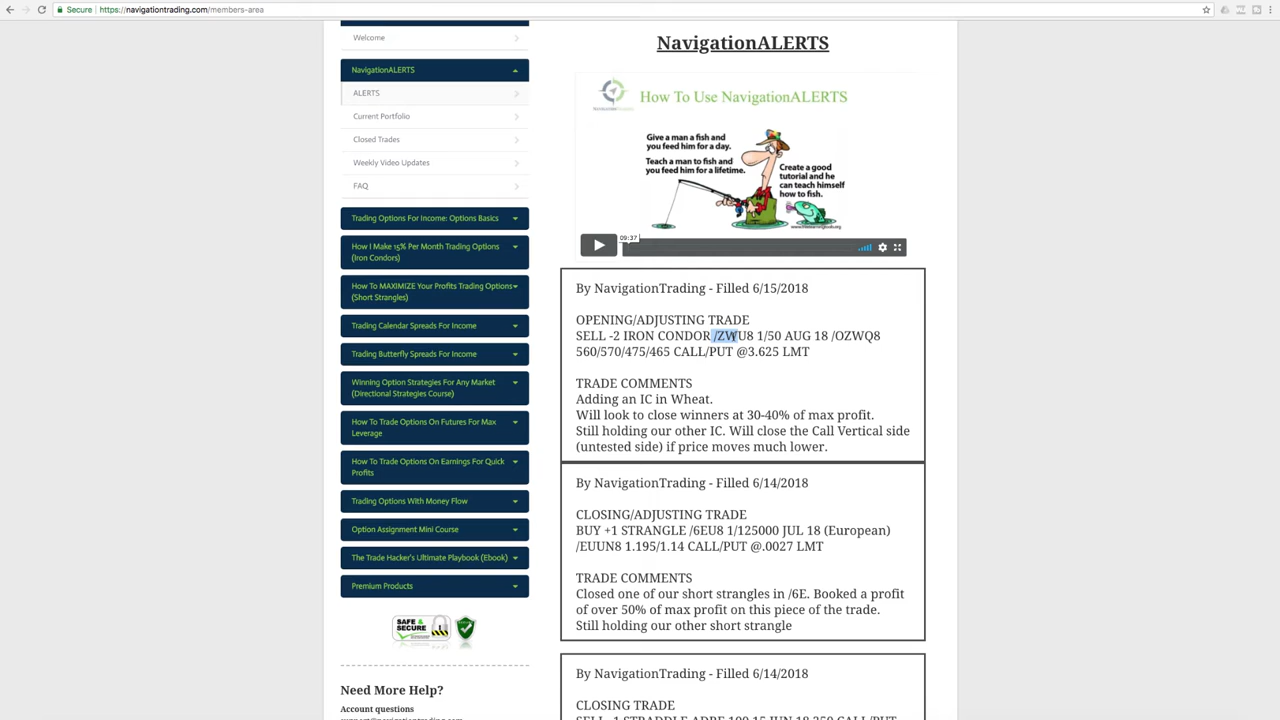 Secure
https://navigationtrading.com/members-area
Welcome
NavigationALERTS
ALERTS
Current Portfolio
Closed Trades
Weekly Video Updates
FAQ
Trading Options For Income: Options Basics
How I Make 15% Per Month Trading Options
(Iron Condors)
How To MAXIMIZE Your Profits Trading Options
(Short Strangles)
Trading Calendar Spreads For Income
Trading Butterfly Spreads For Income
Winning Option Strategies For Any Market
(Directional Strategies Course)
How To Trade Options On Futures For Max
Leverage
How To Trade Options On Earnings For Quick
Profits
Trading Options With Money Flow
Option Assignment Mini Course
The Trade Hacker's Ultimate Playbook (Ebook)
Premium Products
SAFE &
SECURE
Need More Help?
Account questions
NavigationALERTS
How To Use NavigationALERTS
Give a man a fish and
you feed him for a day.
Teach a man to fish and
you feed him for a lifetime.
Create a good
tutorial and he
can teach himself
how to fish.
09:37
By NavigationTrading - Filled 6/15/2018
OPENING/ADJUSTING TRADE
SELL -2 IRON CONDOR /ZWU8 1/50 AUG 18 /OZWQ8
560/570/475/465 CALL/PUT @3.625 LMT
TRADE COMMENTS
Adding an IC in Wheat.
Will look to close winners at 30-40% of max profit.
Still holding our other IC. Will close the Call Vertical side
(untested side) if price moves much lower.
By NavigationTrading - Filled 6/14/2018
CLOSING/ADJUSTING TRADE
BUY +1 STRANGLE /6EU8 1/125000 JUL 18 (European)
/EUUN8 1.195/1.14 CALL/PUT @.0027 LMT
TRADE COMMENTS
Closed one of our short strangles in /6E. Booked a profit
of over 50% of max profit on this piece of the trade.
Still holding our other short strangle
By NavigationTrading - Filled 6/14/2018
CLOSING TRADE